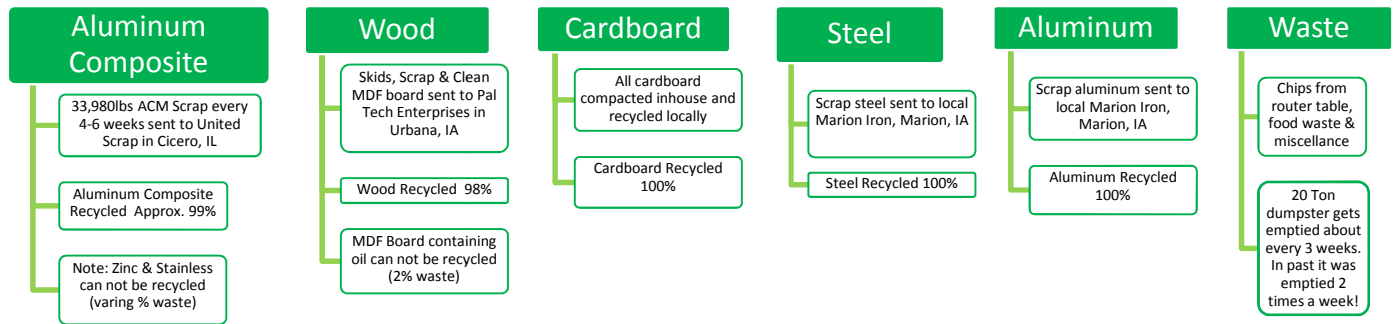 Aluminum
Composite
33,980lbs ACM Scrap every
4-6 weeks sent to United
Scrap in Cicero, IL
Aluminum Composite
Recycled Approx. 99%
Note: Zinc & Stainless
can not be recycled
(varing % waste)
Wood
Skids, Scrap & Clean
MDF board sent to Pal
Tech Enterprises in
Urbana, IA
Wood Recycled 98%
MDF Board containing
oil can not be recycled
(2% waste)
Cardboard
All cardboard
compacted inhouse and
recycled locally
Cardboard Recycled
100%
Steel
Scrap steel sent to local
Marion Iron, Marion, IA
Steel Recycled 100%
Aluminum
Scrap aluminum sent to
local Marion Iron,
Marion, IA
Aluminum Recycled
100%
Waste
Chips from
router table,
food waste &
miscellance
20 Ton
dumpster gets
emptied about
every 3 weeks.
In past it was
emptied 2
times a week!